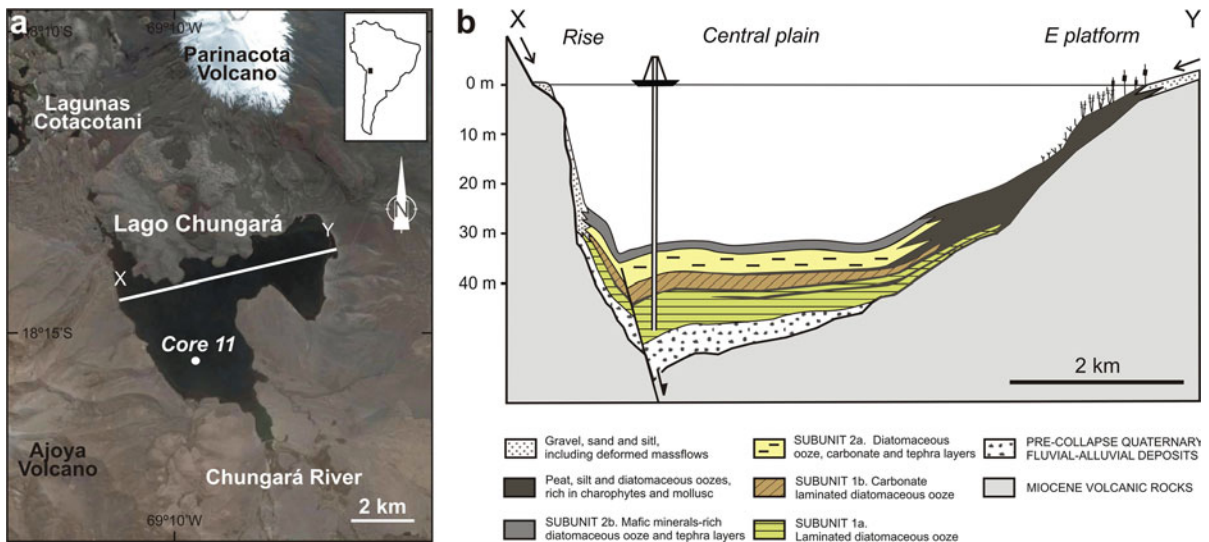 a
18°10'S
69°10'W
Parinacota
Volcano
Lagunas
Cotacotani
N
Lago Chungará
X
Y
18°15'S
Core 11
Ajoya
Volcano
Chungará River
69°10'W
2 km
b
X
Y
Rise
Central plain
E platform
0 m
10 m
20 m
30 m
40 m
2 km
Gravel, sand and sitl,
including deformed massflows
Peat, silt and diatomaceous oozes,
rich in charophytes and mollusc
SUBUNIT 2b. Mafic minerals-rich
diatomaceous ooze and tephra layers
SUBUNIT 2a. Diatomaceous
ooze, carbonate and tephra layers
SUBUNIT 1b. Carbonate
laminated diatomaceous ooze
SUBUNIT 1a.
Laminated diatomaceous ooze
PRE-COLLAPSE QUATERNARY
FLUVIAL-ALLUVIAL DEPOSITS
MIOCENE VOLCANIC ROCKS